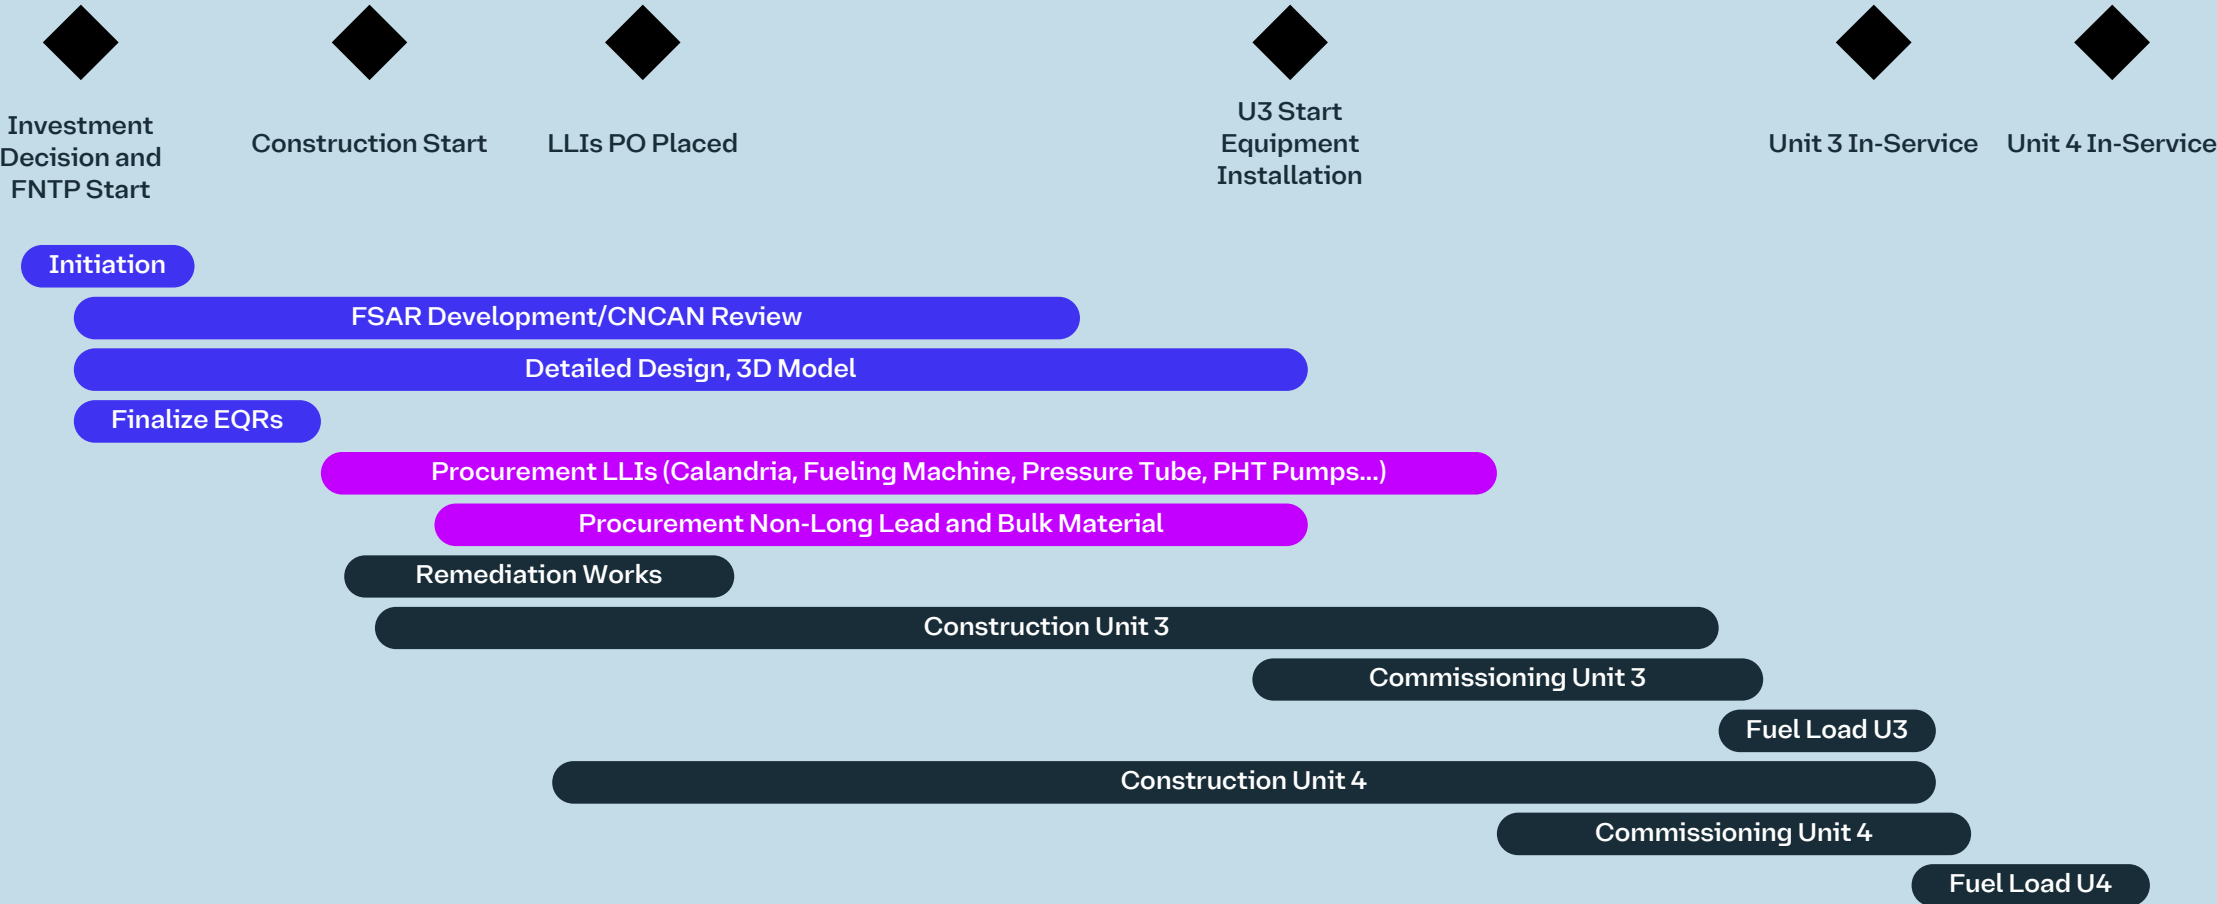 Investment
Decision and
FNTP Start
Construction Start
LLIs PO Placed
U3 Start
Equipment
Installation
Unit 3 In-Service
Unit 4 In-Service
Initiation
FSAR Development/CNCAN Review
Detailed Design, 3D Model
Finalize EQRs
Procurement LLIs (Calandria, Fueling Machine, Pressure Tube, PHT Pumps...)
Procurement Non-Long Lead and Bulk Material
Remediation Works
Construction Unit 3
Commissioning Unit 3
Fuel Load U3
Construction Unit 4
Commissioning Unit 4
Fuel Load U4